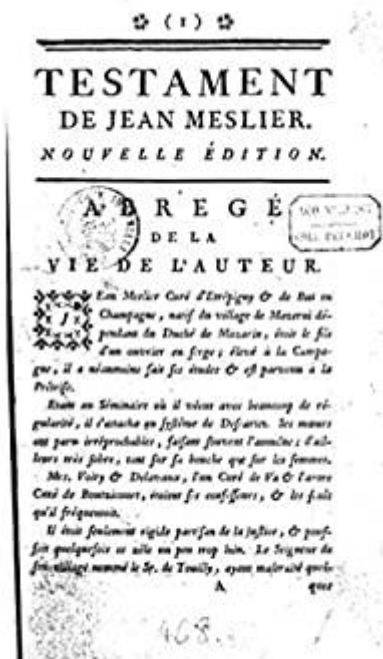 (1)
TESTAMENT
DE JEAN MESLIER.
NOUVELLE ÉDITION.
ABREGÉ
DE LA
VIE DE L'AUTEUR.
JEan Meslier Curé d'Etrépigny & de But en
Champagne, natif du village de Mazerni dé-
pendant du Duché de Mazarin, étoit le fils
d'un ouvrier en serge; élevé à la Campa-
gne, il a néanmoins fait ses études & est parvenu à la
Prêtrise.
Etant au Séminaire où il vécut avec beaucoup de ré-
gularité, il s'attacha au systême de Descartes. Ses mœurs
ont paru irréprochables, faisant souvent l'aumône; d'ail-
leurs très sobre, tant sur sa bouche que sur les femmes.
Mrs. Voiry & Delavaux, l'un Curé de Va & l'autre
Curé de Boutzicourt, étoient ses confesseurs, & les seuls
qu'il fréquentoit.
Il étoit seulement rigide partisan de la justice, & pous-
soit quelquefois ce zèle un peu trop loin. Le Seigneur de
son village nommé le Sr. de Touilly, ayant maltraité quel-
A
ques
468.